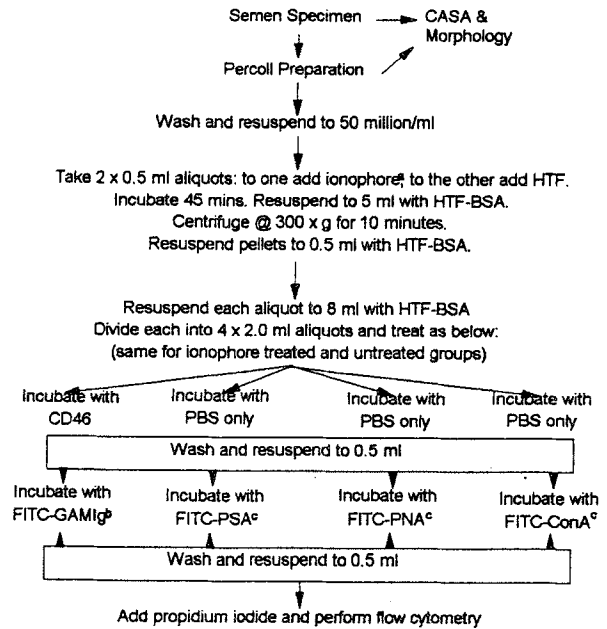 Semen Specimen
CASA &
Morphology
Percoll Preparation
Wash and resuspend to 50 million/ml
Take 2 x 0.5 ml aliquots: to one add ionophoreª; to the other add HTF.
Incubate 45 mins. Resuspend to 5 ml with HTF-BSA.
Centrifuge @ 300 x g for 10 minutes.
Resuspend pellets to 0.5 ml with HTF-BSA.
Resuspend each aliquot to 8 ml with HTF-BSA
Divide each into 4 x 2.0 ml aliquots and treat as below:
(same for ionophore treated and untreated groups)
Incubate with
CD46
Incubate with
PBS only
Incubate with
PBS only
Incubate with
PBS only
Wash and resuspend to 0.5 ml
Incubate with
FITC-GAMIgᵇ
Incubate with
FITC-PSAᶜ
Incubate with
FITC-PNAᶜ
Incubate with
FITC-ConAᶜ
Wash and resuspend to 0.5 ml
Add propidium iodide and perform flow cytometry